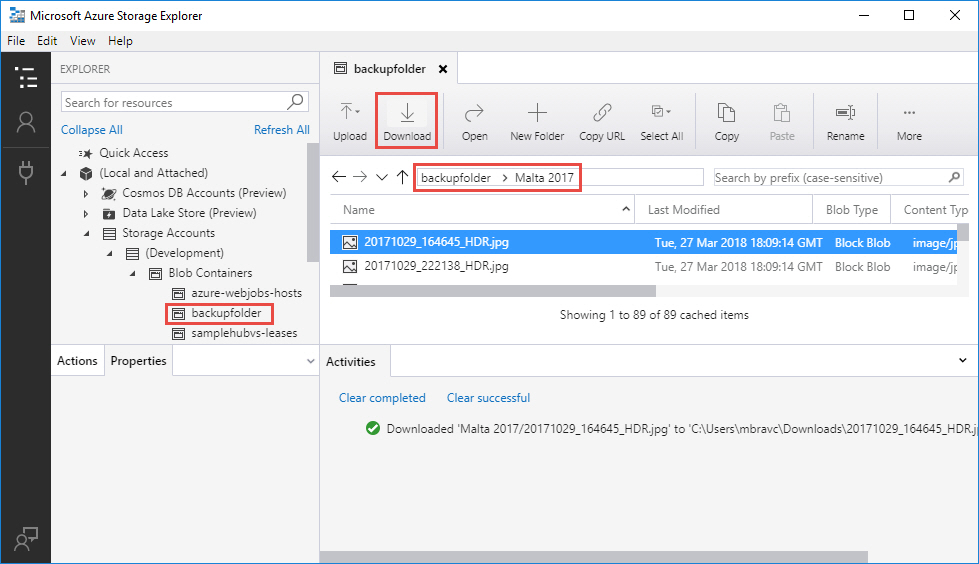 Microsoft Azure Storage Explorer
File Edit View Help
EXPLORER
Search for resources
Collapse All Refresh All
Quick Access
(Local and Attached)
Cosmos DB Accounts (Preview)
Data Lake Store (Preview)
Storage Accounts
(Development)
Blob Containers
azure-webjobs-hosts
backupfolder
samplehubvs-leases
Actions Properties
backupfolder
Upload Download Open New Folder Copy URL Select All Copy Paste Rename More
backupfolder > Malta 2017 Search by prefix (case-sensitive)
Name Last Modified Blob Type Content Typ
20171029_164645_HDR.jpg Tue, 27 Mar 2018 18:09:14 GMT Block Blob image/jp
20171029_222138_HDR.jpg Tue, 27 Mar 2018 18:09:14 GMT Block Blob image/jp
Showing 1 to 89 of 89 cached items
Activities
Clear completed Clear successful
Downloaded 'Malta 2017/20171029_164645_HDR.jpg' to 'C:\Users\mbravc\Downloads\20171029_164645_HDR.j